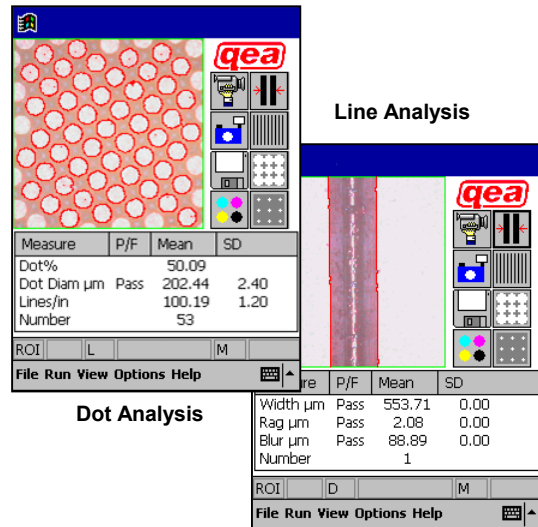 qea
Measure P/F Mean SD
Dot% 50.09
Dot Diam µm Pass 202.44 2.40
Lines/in 100.19 1.20
Number 53
ROI L M
File Run View Options Help
Dot Analysis
Line Analysis
qea
re P/F Mean SD
Width µm Pass 553.71 0.00
Rag µm Pass 2.08 0.00
Blur µm Pass 88.89 0.00
Number 1
ROI D M
File Run View Options Help